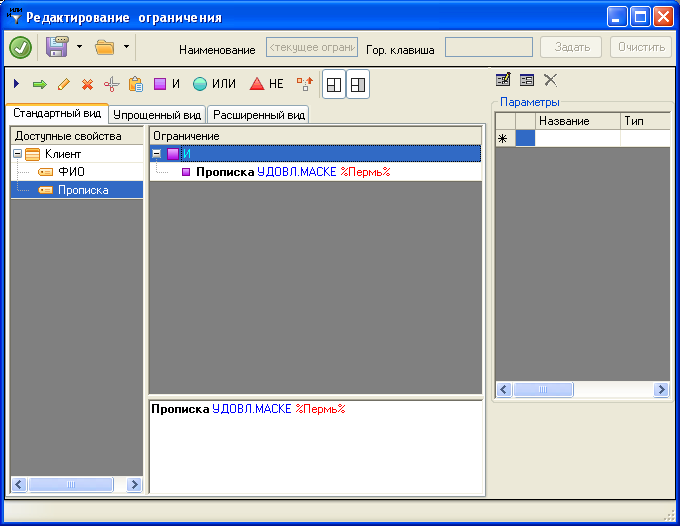 ИЛИ
Редактирование ограничения
Наименование <текущее ограни Гор. клавиша Задать Очистить
И ИЛИ НЕ
Стандартный вид Упрощенный вид Расширенный вид
Параметры
Название Тип
Доступные свойства
Клиент
ФИО
Прописка
Ограничение
И
Прописка УДОВЛ.МАСКЕ %Пермь%
Прописка УДОВЛ.МАСКЕ %Пермь%